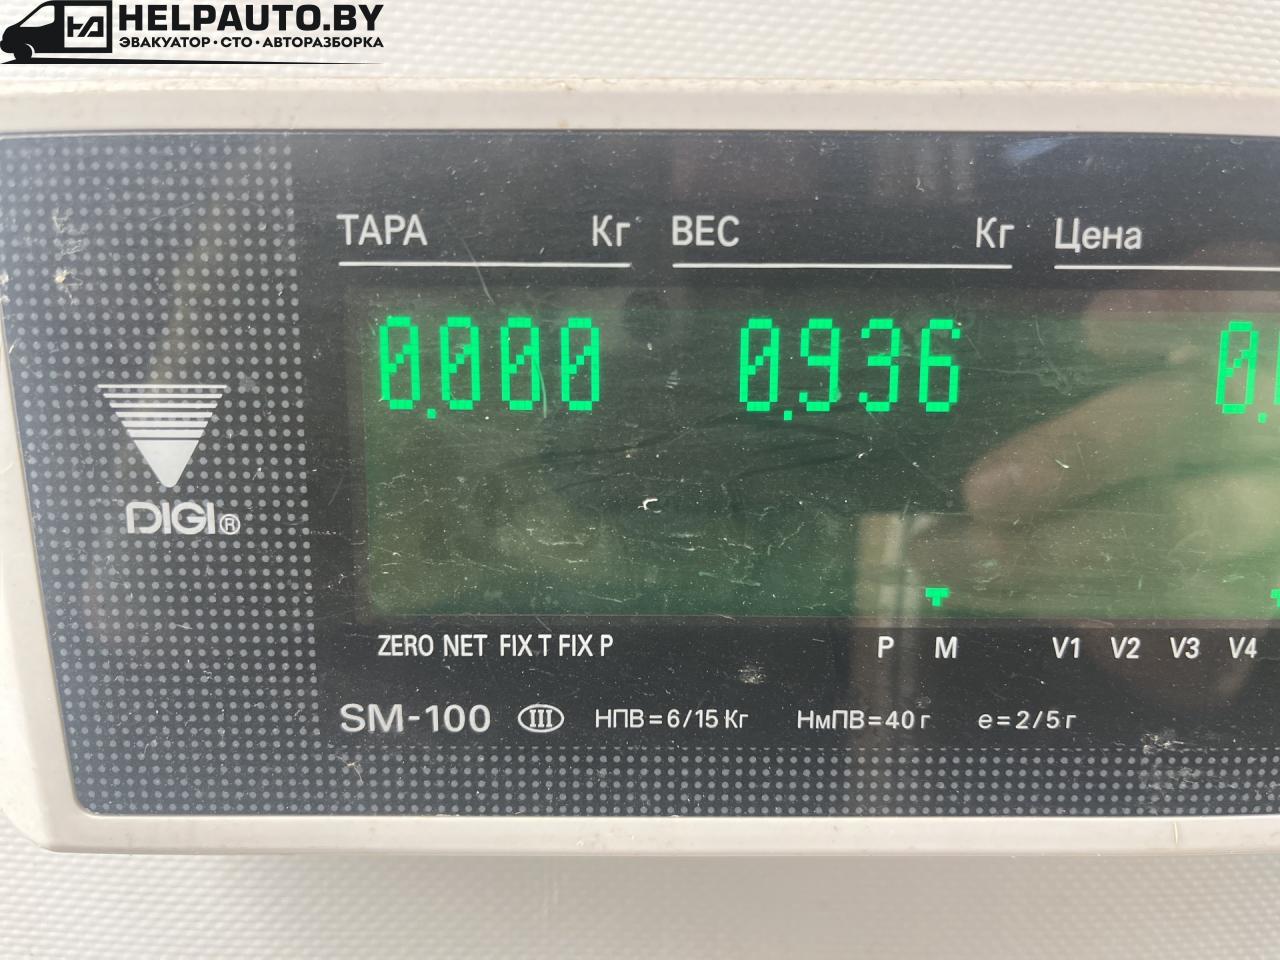 HELPAUTO.BY
ЭВАКУАТОР · СТО · АВТОРАЗБОРКА
ТАРА Кг ВЕС Кг Цена
0.000 0.936 0.
DIGI®
ZERO NET FIX T FIX P P M V1 V2 V3 V4
SM-100 III НПВ=6/15 Кг НмПВ=40 г e=2/5 г